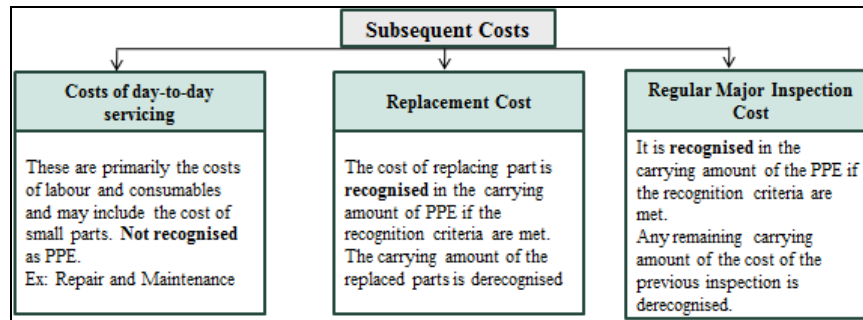 Subsequent Costs
Costs of day-to-day
servicing
These are primarily the costs
of labour and consumables
and may include the cost of
small parts. Not recognised
as PPE.
Ex: Repair and Maintenance
Replacement Cost
The cost of replacing part is
recognised in the carrying
amount of PPE if the
recognition criteria are met.
The carrying amount of the
replaced parts is derecognised
Regular Major Inspection
Cost
It is recognised in the
carrying amount of the PPE if
the recognition criteria are
met.
Any remaining carrying
amount of the cost of the
previous inspection is
derecognised.